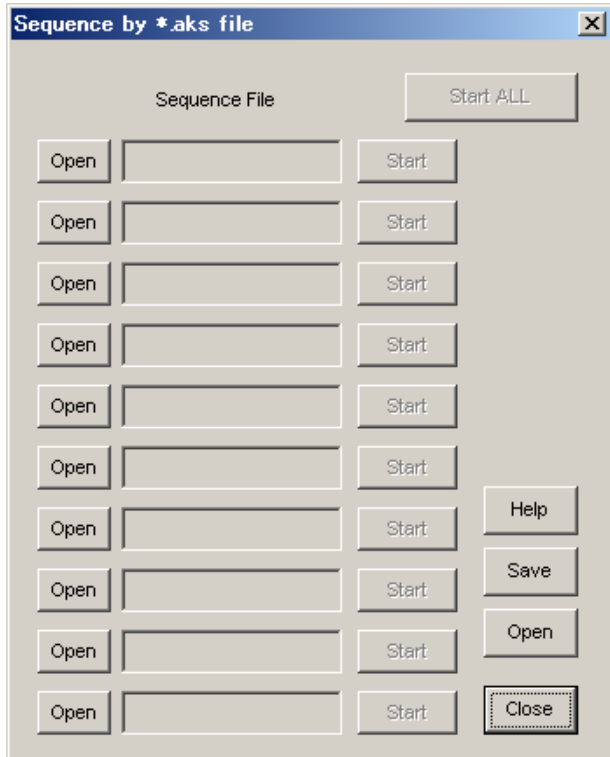 Sequence by *.aks file
Sequence File Start ALL
Open Start
Open Start
Open Start
Open Start
Open Start
Open Start
Open Start Help
Open Start Save
Open Start Open
Open Start Close